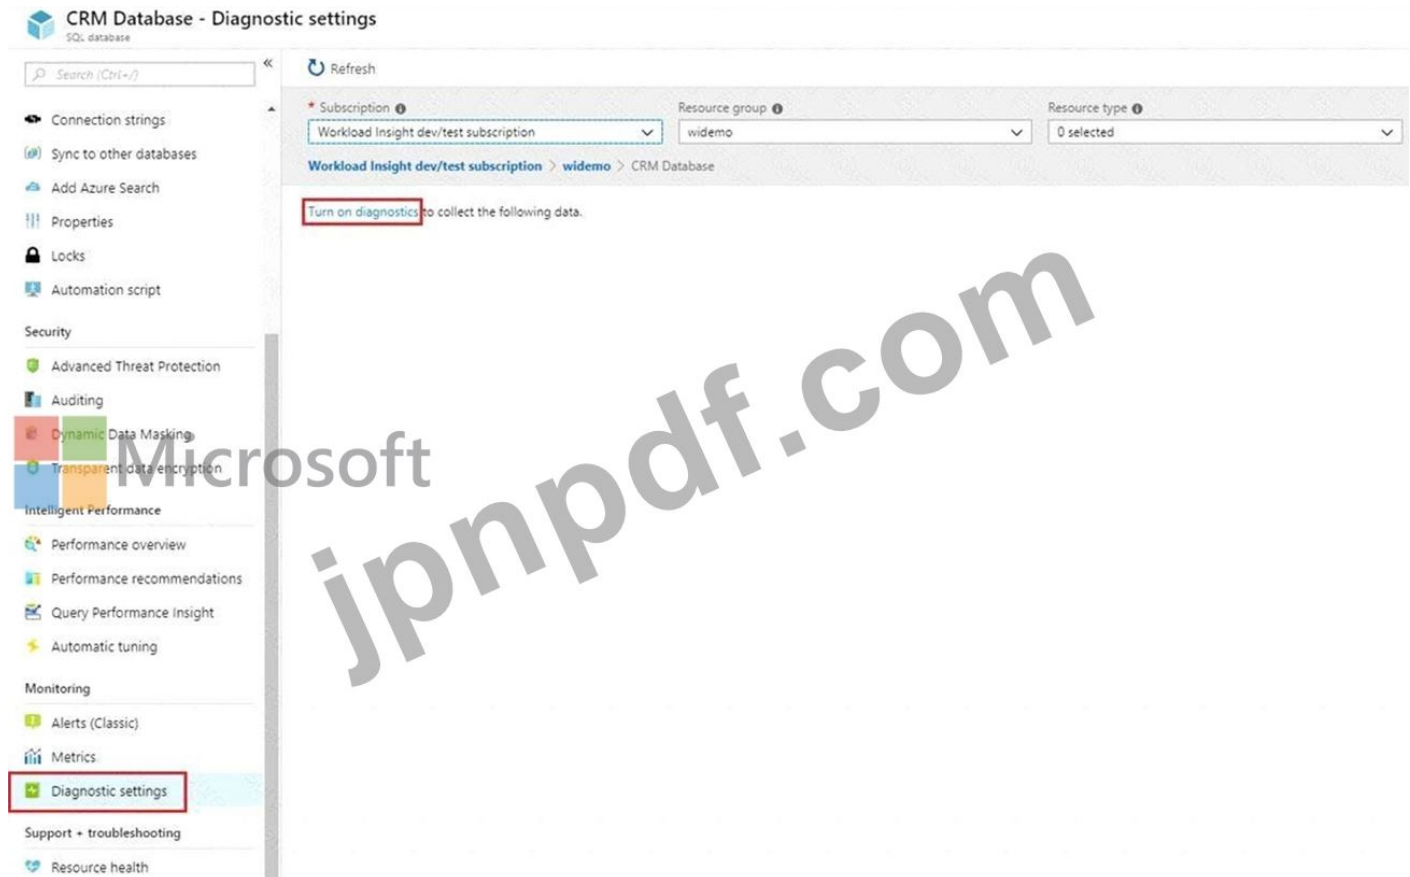 CRM Database - Diagnostic settings
SQL database
Search (Ctrl+/)
«
Connection strings
Sync to other databases
Add Azure Search
Properties
Locks
Automation script
Security
Advanced Threat Protection
Auditing
Dynamic Data Masking
Transparent data encryption
Intelligent Performance
Performance overview
Performance recommendations
Query Performance Insight
Automatic tuning
Monitoring
Alerts (Classic)
Metrics
Diagnostic settings
Support + troubleshooting
Resource health
Refresh
* Subscription
Workload Insight dev/test subscription
Resource group
widemo
Resource type
0 selected
Workload Insight dev/test subscription > widemo > CRM Database
Turn on diagnostics to collect the following data.
Microsoft
jpnpdf.com